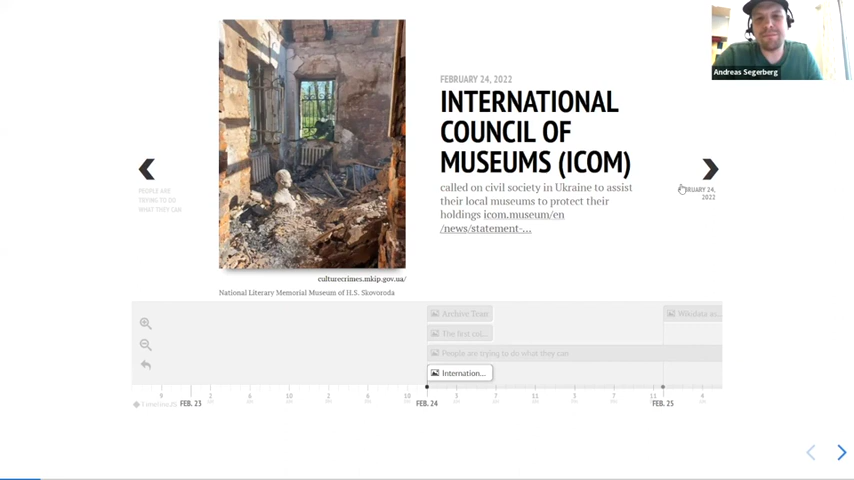 Andreas Segerberg
FEBRUARY 24, 2022
INTERNATIONAL
COUNCIL OF
MUSEUMS (ICOM)
called on civil society in Ukraine to assist
their local museums to protect their
holdings icom.museum/en
/news/statement-...
PEOPLE ARE
TRYING TO DO
WHAT THEY CAN
RUARY 24,
2022
culturecrimes.mkip.gov.ua/
National Literary Memorial Museum of H.S. Skovoroda
Archive Team
The first col...
People are trying to do what they can
Internation...
Wikidata as...
TimelineJS
FEB. 23
FEB. 24
FEB. 25